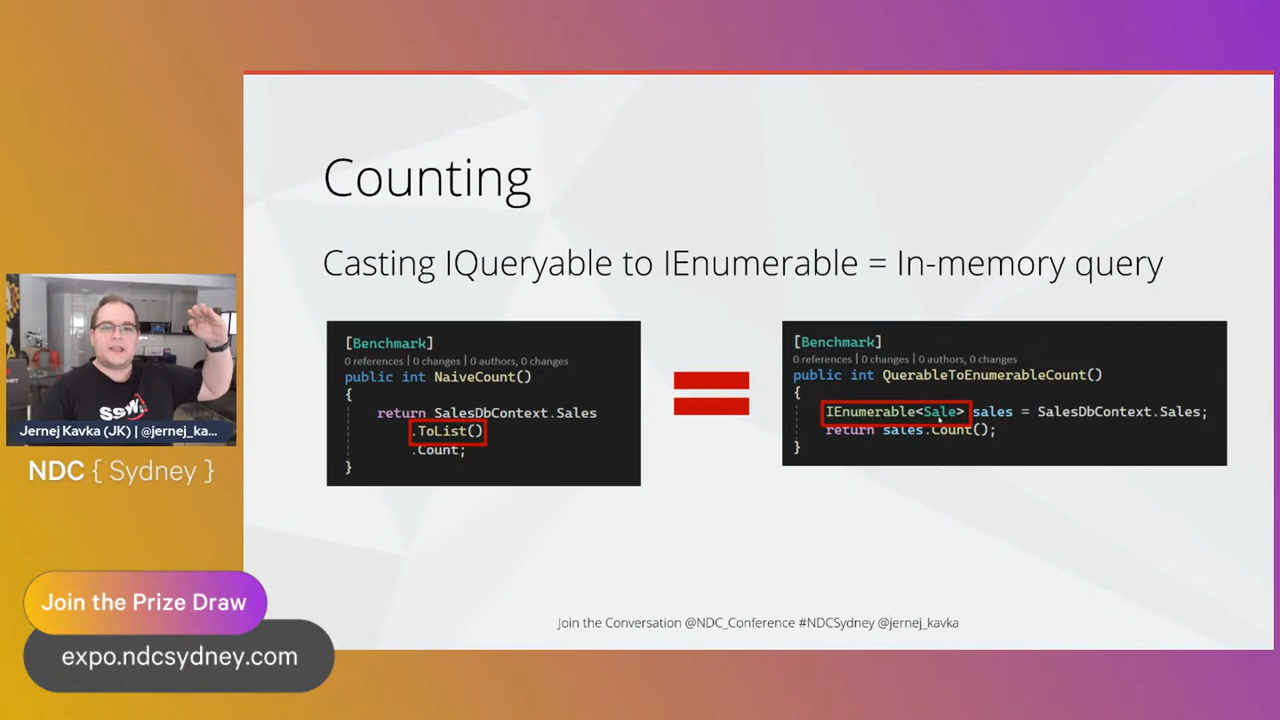 Counting
Casting IQueryable to IEnumerable = In-memory query
[Benchmark]
0 references | 0 changes | 0 authors, 0 changes
public int NaiveCount()
{
return SalesDbContext.Sales
.ToList()
.Count;
}
[Benchmark]
0 references | 0 changes | 0 authors, 0 changes
public int QuerableToEnumerableCount()
{
IEnumerable<Sale> sales = SalesDbContext.Sales;
return sales.Count();
}
SSW.
Jernej Kavka (JK) | @jernej_ka...
NDC { Sydney }
Join the Prize Draw
expo.ndcsydney.com
Join the Conversation @NDC_Conference #NDCSydney @jernej_kavka